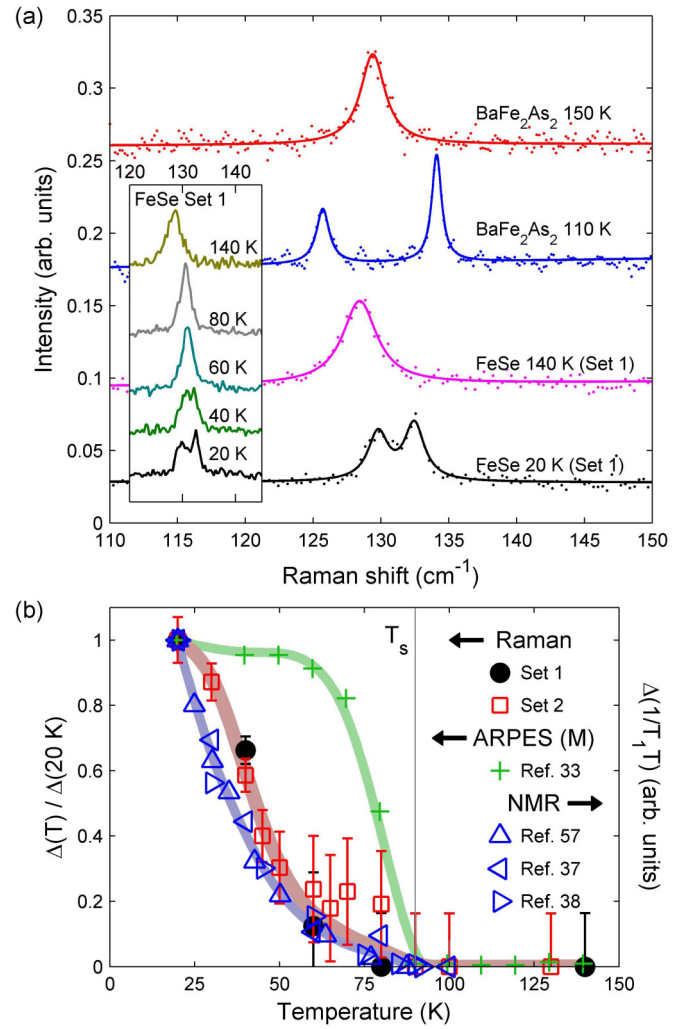 (a)
0.35
0.3
0.25
0.2
0.15
0.1
0.05
0
Intensity (arb. units)
BaFe₂As₂ 150 K
BaFe₂As₂ 110 K
FeSe 140 K (Set 1)
FeSe 20 K (Set 1)
120 130 140
FeSe Set 1
140 K
80 K
60 K
40 K
20 K
110 115 120 125 130 135 140 145 150
Raman shift (cm⁻¹)
(b)
1
0.8
0.6
0.4
0.2
0
Δ(T) / Δ(20 K)
Tₛ
Raman
Set 1
Set 2
ARPES (M)
Ref. 33
NMR
Ref. 57
Ref. 37
Ref. 38
Δ(1/T₁T) (arb. units)
0 25 50 75 100 125 150
Temperature (K)